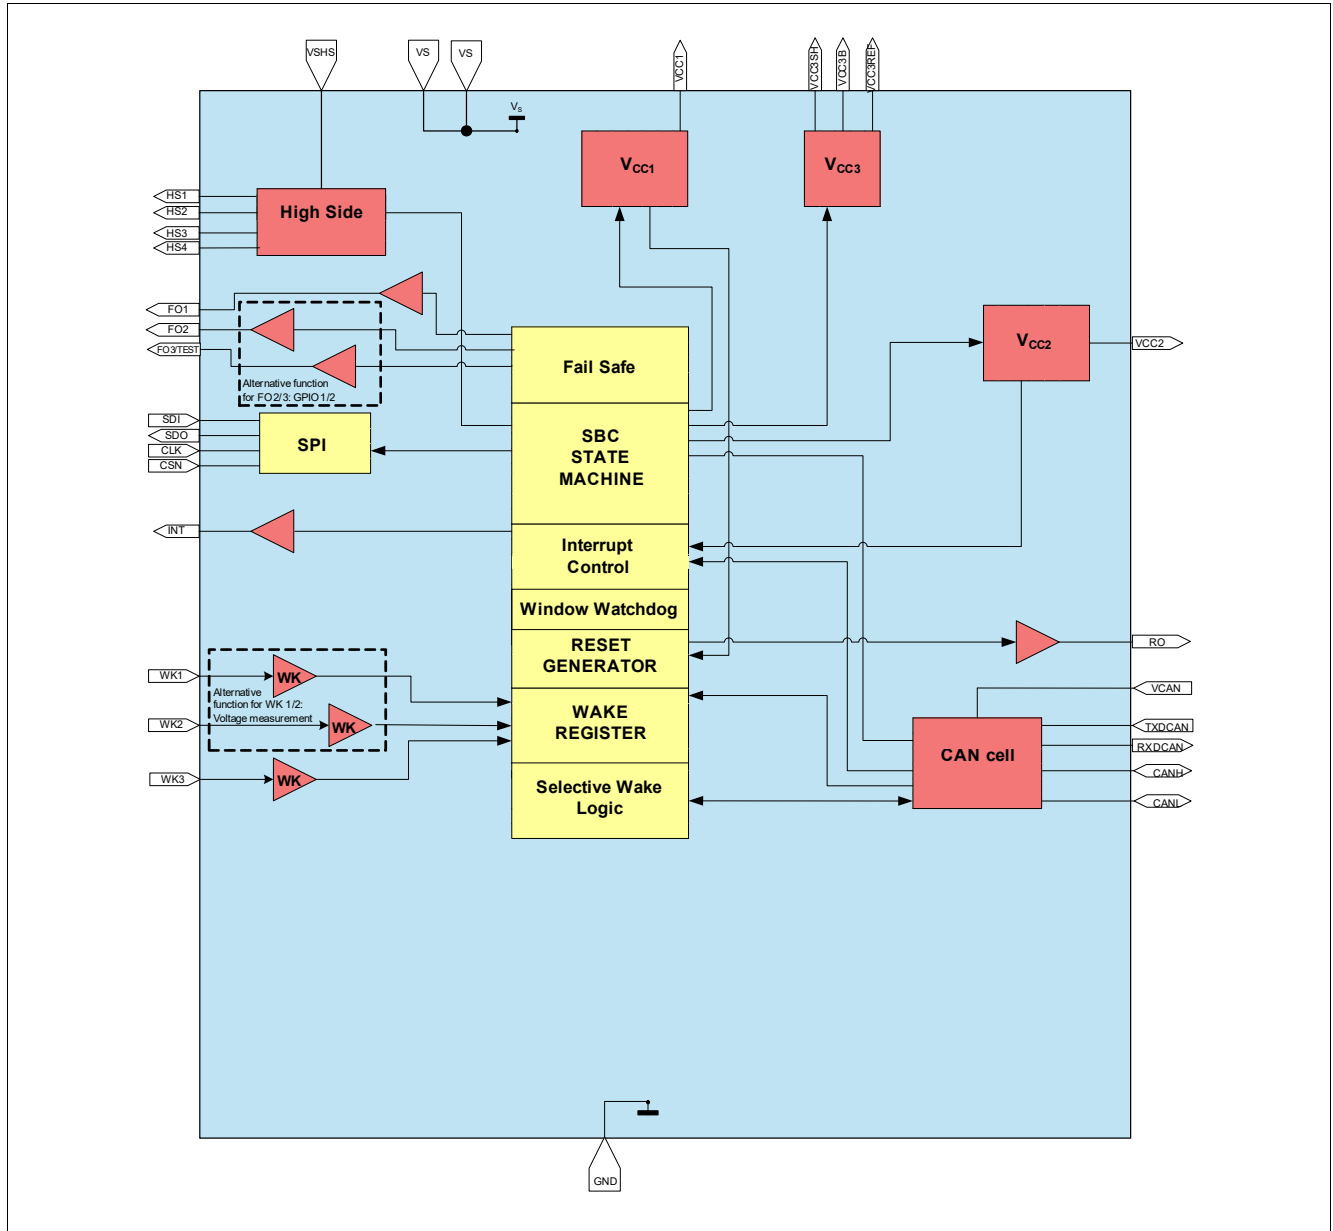 VSHS
VS
VS
VCC1
VCC3SH
VCC3B
VCC3REF
VS
VCC1
VCC3
HS1
HS2
HS3
HS4
High Side
FO1
FO2
FO3/TEST
Alternative function
for FO2/3: GPIO1/2
Fail Safe
VCC2
VCC2
SDI
SDO
CLK
CSN
SPI
SBC
STATE
MACHINE
INT
Interrupt
Control
Window Watchdog
RESET
GENERATOR
RO
WK1
WK
Alternative
function for WK 1/2:
Voltage measurement
WK2
WK
WK3
WK
WAKE
REGISTER
Selective Wake
Logic
CAN cell
VCAN
TXDCAN
RXDCAN
CANH
CANL
GND